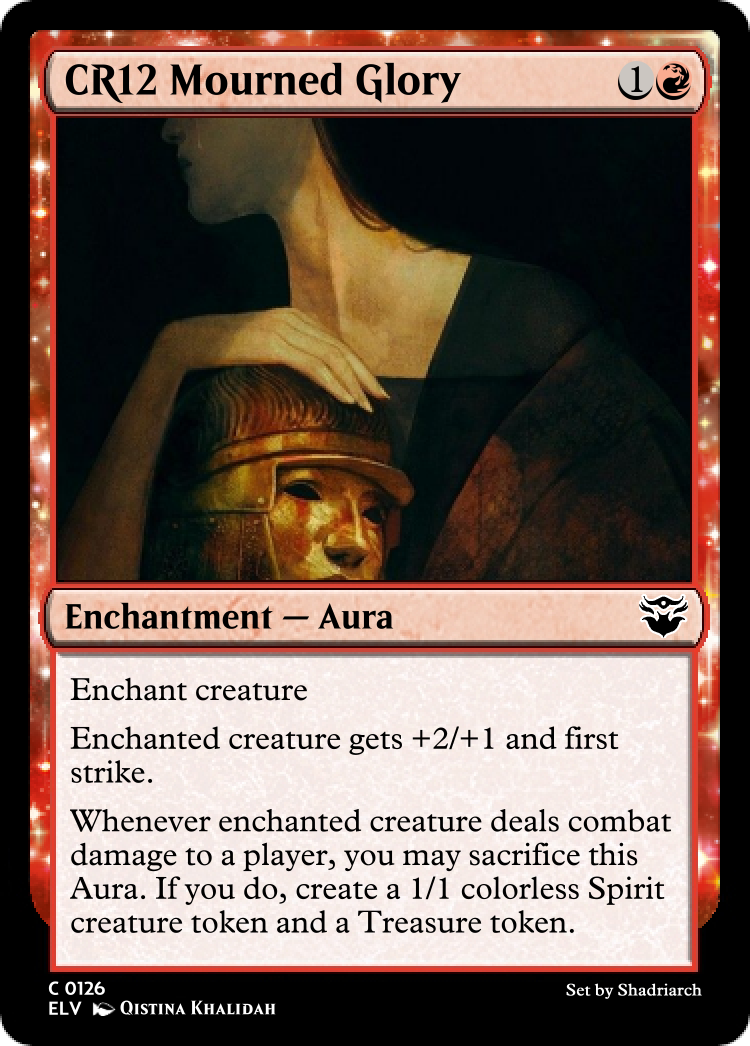 CR12 Mourned Glory 1
Enchantment — Aura
Enchant creature
Enchanted creature gets +2/+1 and first
strike.
Whenever enchanted creature deals combat
damage to a player, you may sacrifice this
Aura. If you do, create a 1/1 colorless Spirit
creature token and a Treasure token.
C 0126
ELV Qistina Khalidah
Set by Shadriarch